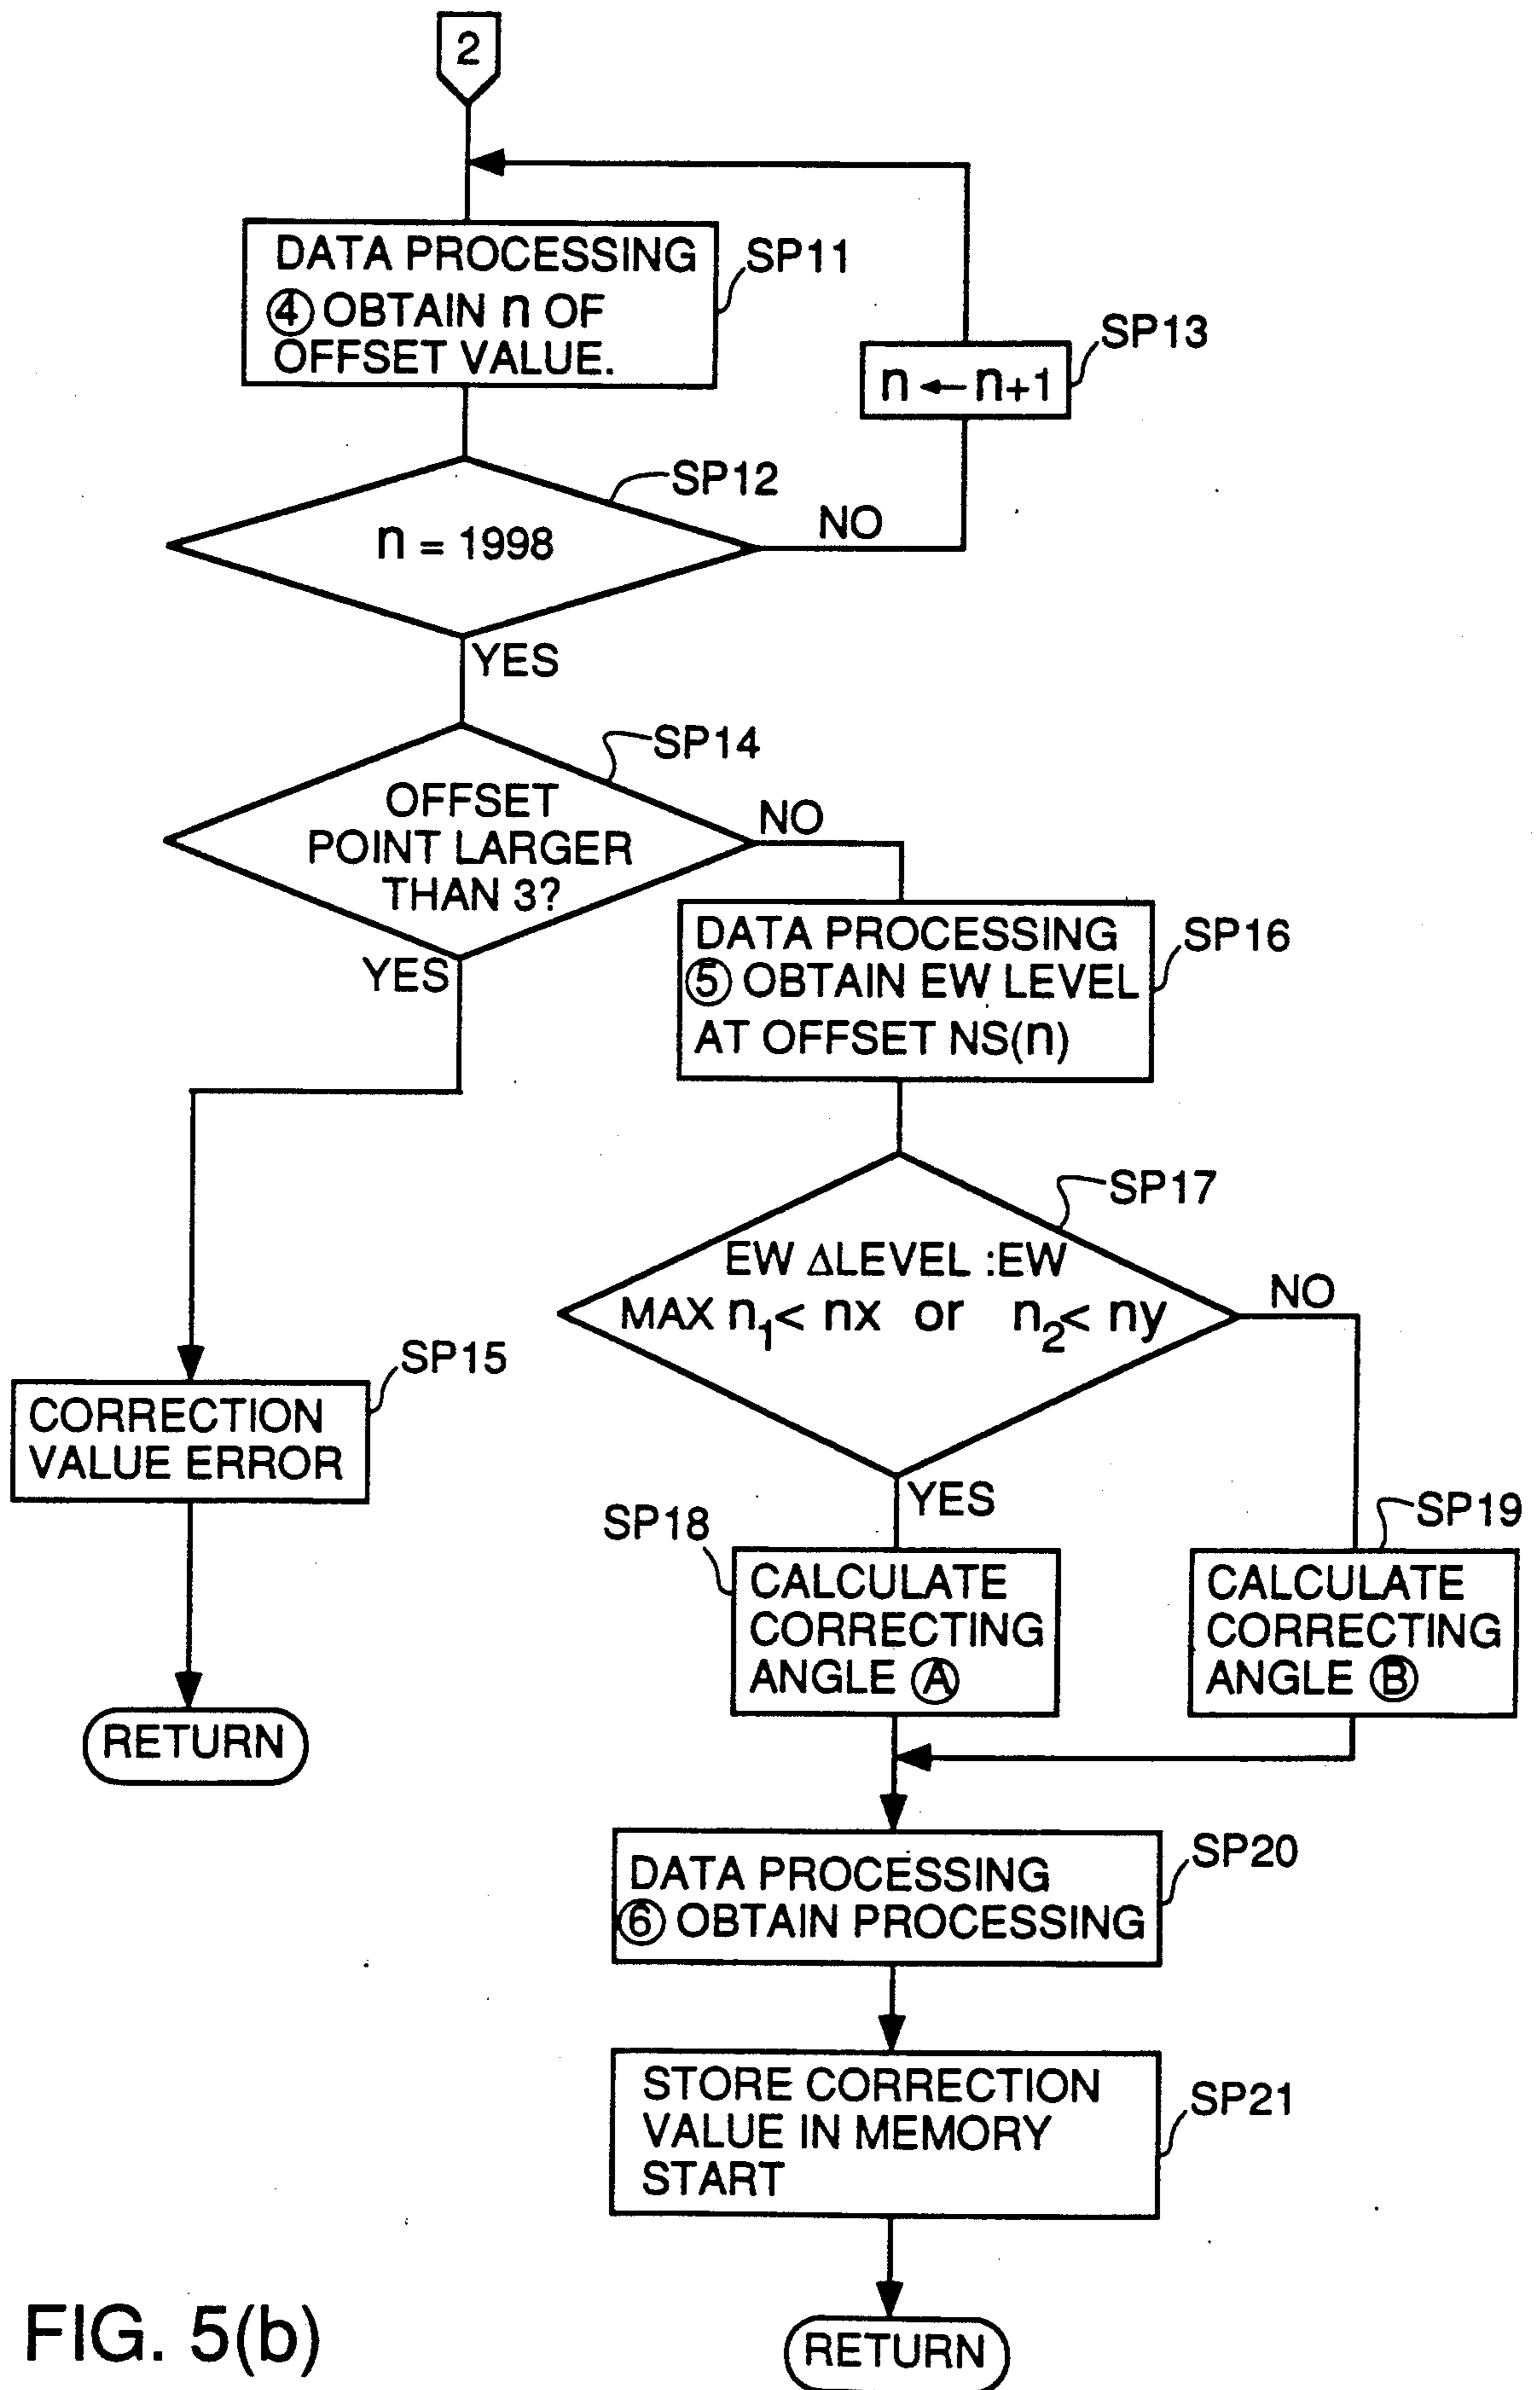 2
DATA PROCESSING
④ OBTAIN n OF
OFFSET VALUE.
SP11
n ← n+1
SP13
n = 1998
SP12
NO
YES
OFFSET
POINT LARGER
THAN 3?
SP14
NO
YES
DATA PROCESSING
⑤ OBTAIN EW LEVEL
AT OFFSET NS(n)
SP16
EW ΔLEVEL :EW
MAX n₁< nx or n₂< ny
SP17
NO
YES
CORRECTION
VALUE ERROR
SP15
RETURN
SP18
CALCULATE
CORRECTING
ANGLE Ⓐ
SP19
CALCULATE
CORRECTING
ANGLE Ⓑ
DATA PROCESSING
⑥ OBTAIN PROCESSING
SP20
STORE CORRECTION
VALUE IN MEMORY
START
SP21
RETURN
FIG. 5(b)